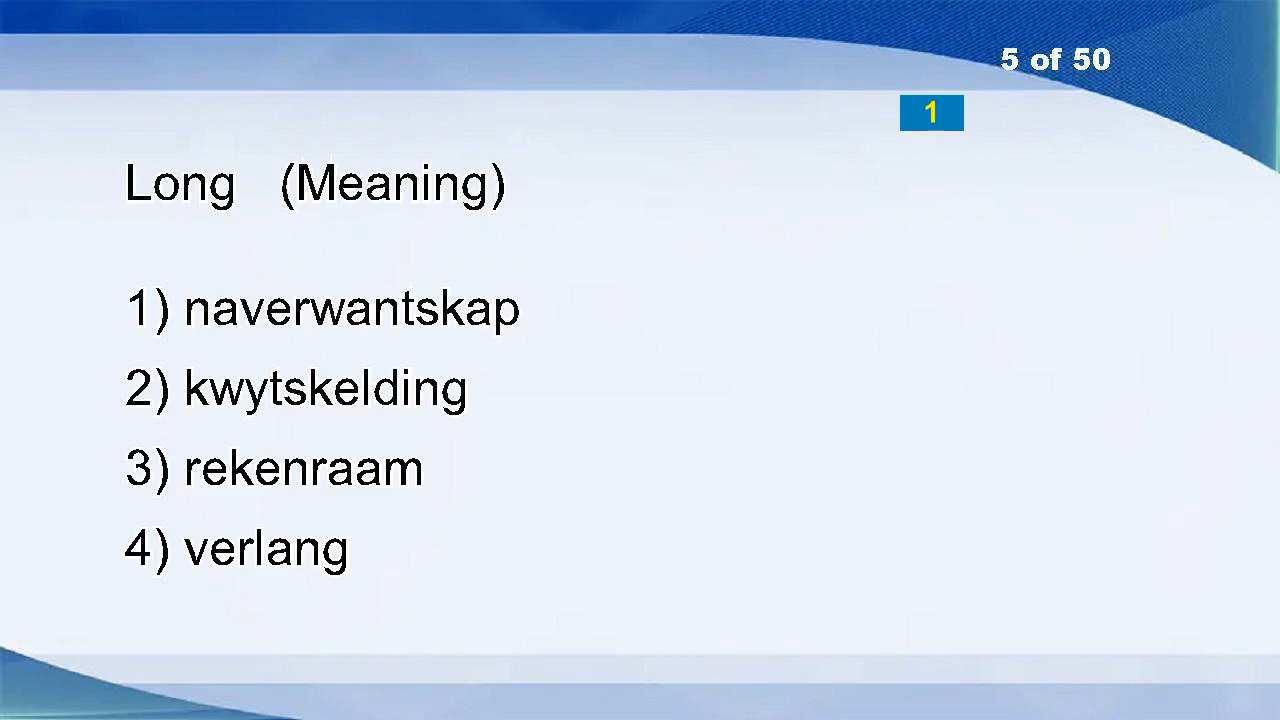 5 of 50
1
Long (Meaning)
1) naverwantskap
2) kwytskelding
3) rekenraam
4) verlang